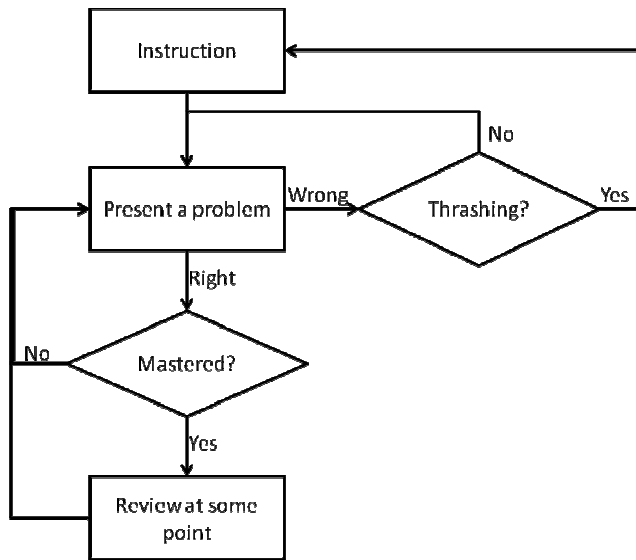 Instruction
No
Present a problem
Wrong
Thrashing?
Yes
Right
No
Mastered?
Yes
Review at some
point